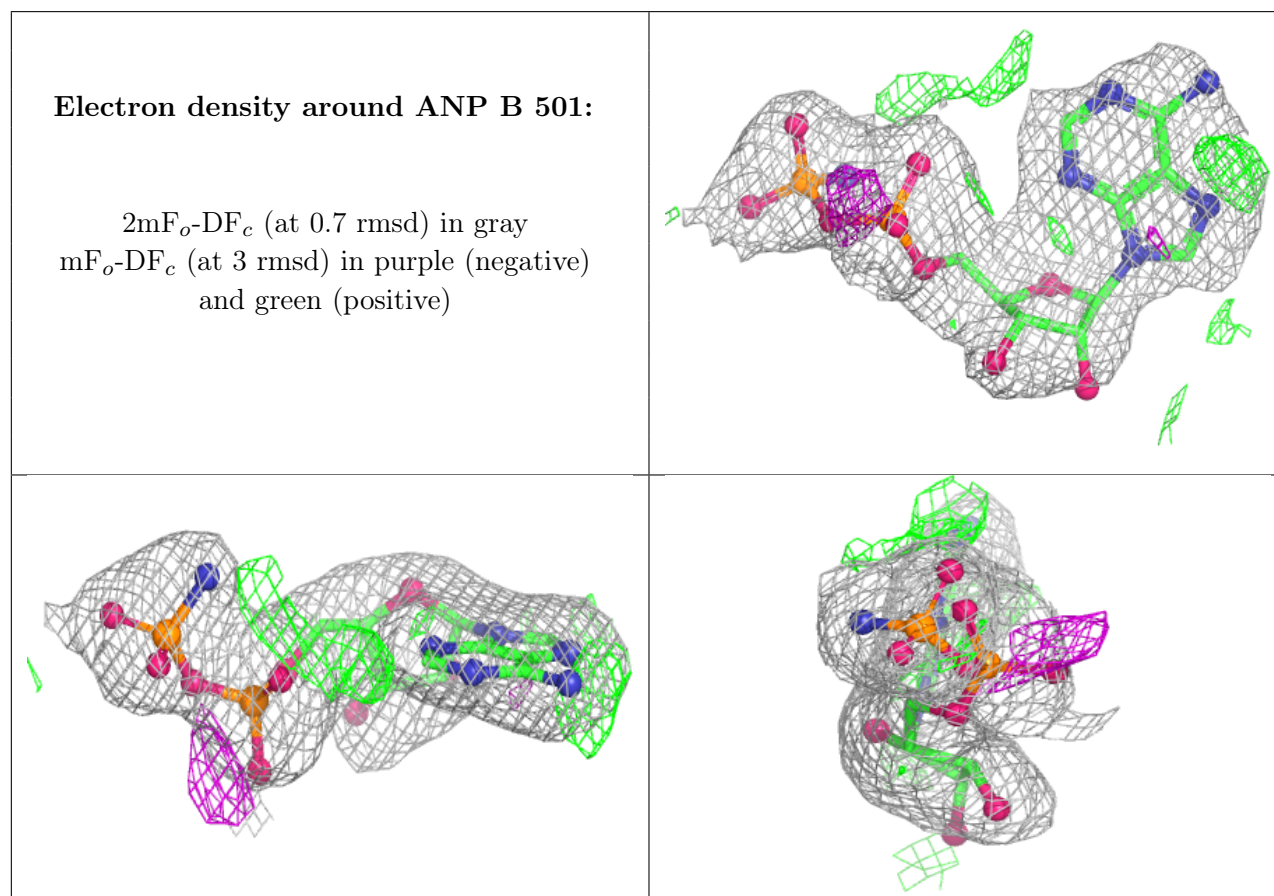 Electron density around ANP B 501:
2mFo-DFc (at 0.7 rmsd) in gray
mFo-DFc (at 3 rmsd) in purple (negative)
and green (positive)